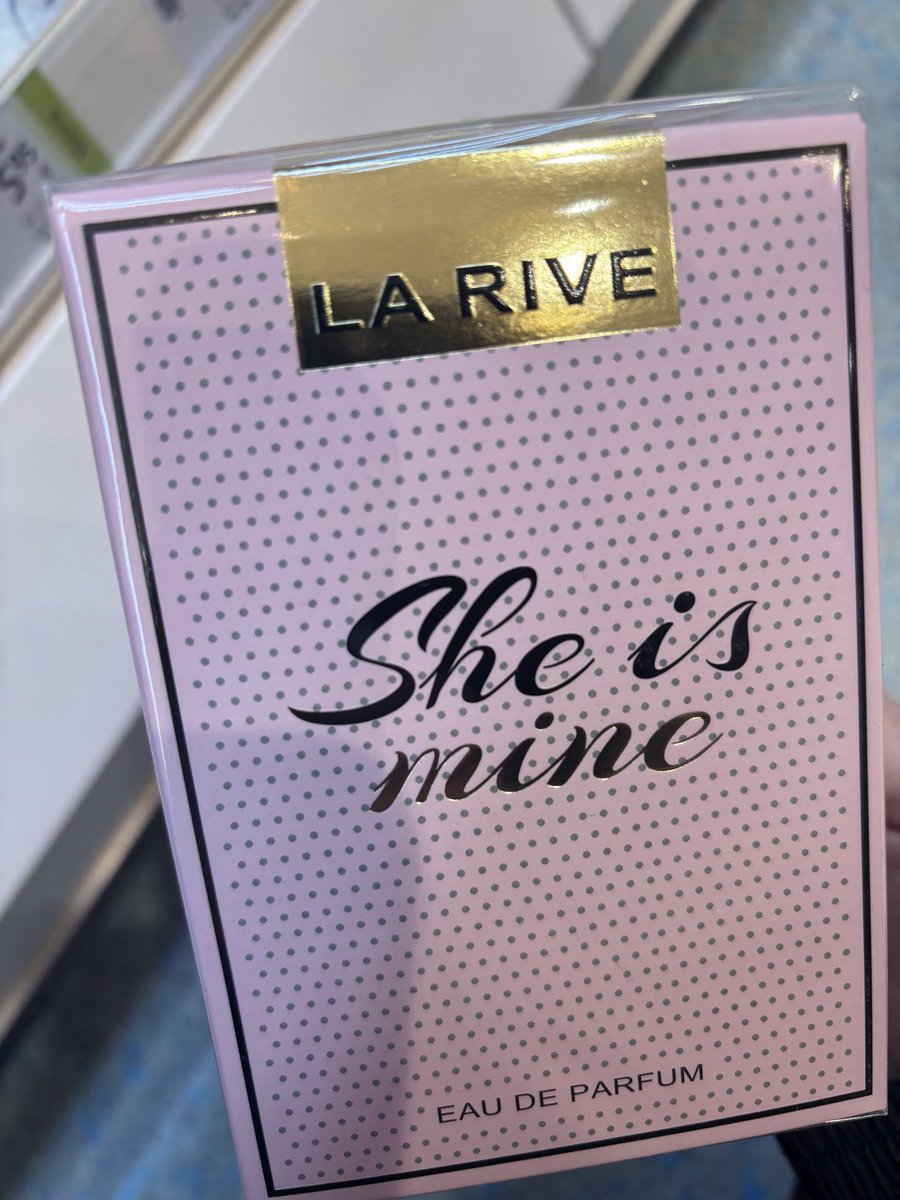 LA RIVE
She is
mine
EAU DE PARFUM